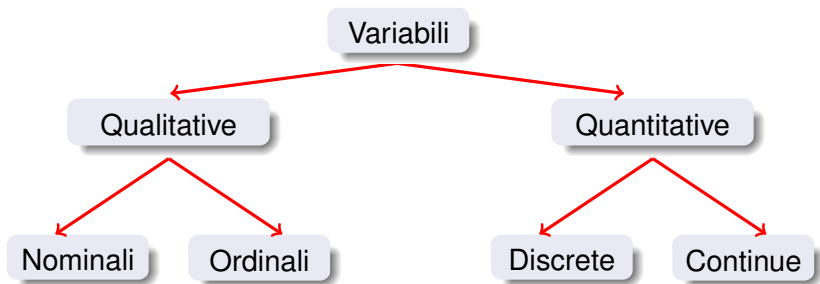 Variabili
Qualitative
Quantitative
Nominali
Ordinali
Discrete
Continue